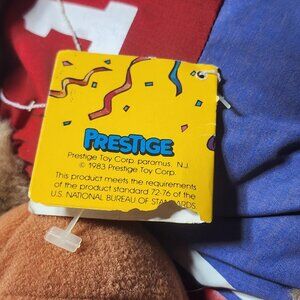 PRESTIGE
Prestige Toy Corp. paramus, N.J.
© 1983 Prestige Toy Corp.
This product meets the requirements
of the product standard 72-76 of the
U.S. NATIONAL BUREAU OF STANDARDS